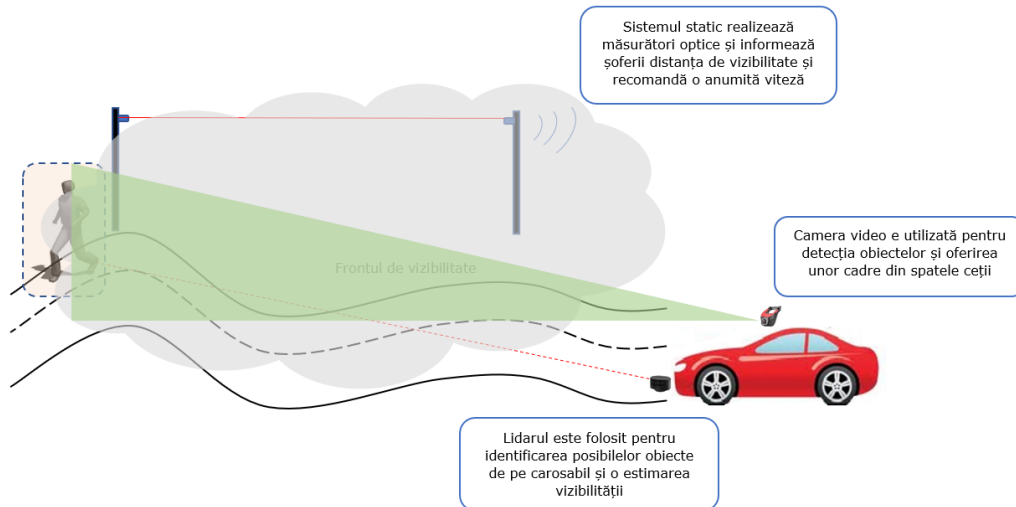 Sistemul static realizează
măsurători optice și informează
șoferii distanța de vizibilitate și
recomandă o anumită viteză
Camera video e utilizată pentru
detecția obiectelor și oferirea
unor cadre din spatele ceții
Frontul de vizibilitate
Lidarul este folosit pentru
identificarea posibilelor obiecte
de pe carosabil și o estimarea
vizibilității